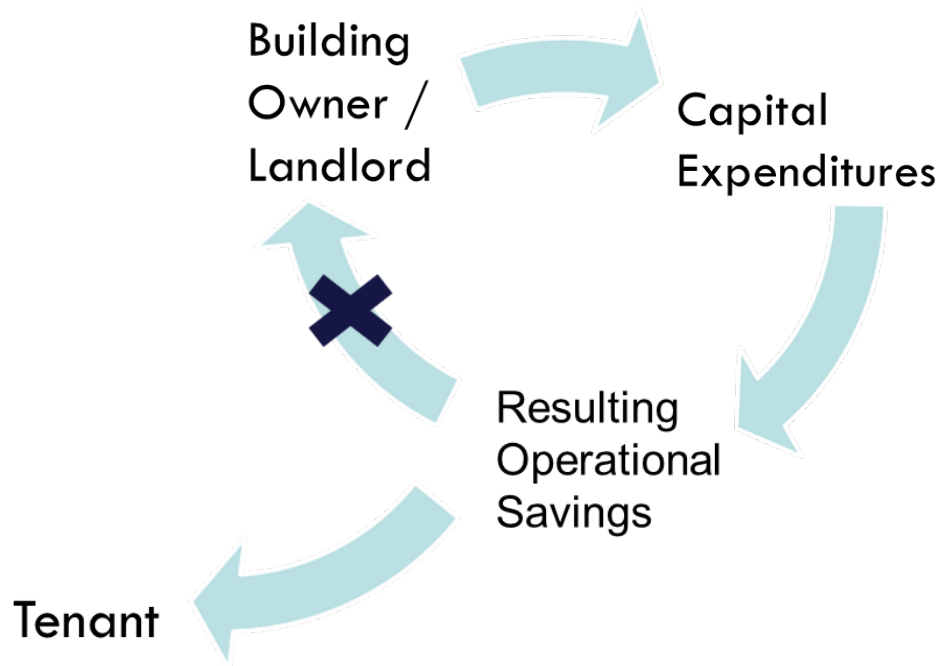 Building
Owner /
Landlord
Capital
Expenditures
Resulting
Operational
Savings
Tenant